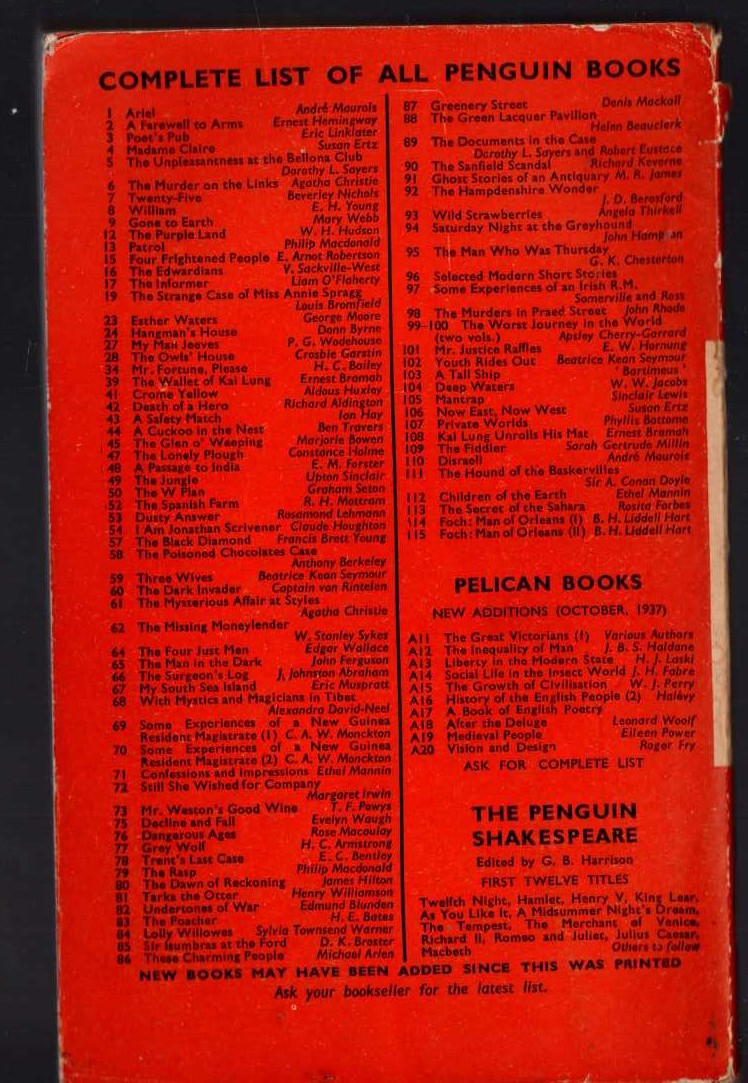 COMPLETE LIST OF ALL PENGUIN BOOKS
1 Ariel André Maurois
2 A Farewell to Arms Ernest Hemingway
3 Poet's Pub Eric Linklater
4 Madame Claire Susan Ertz
5 The Unpleasantness at the Bellona Club
Dorothy L. Sayers
6 The Murder on the Links Agatha Christie
7 Twenty-Five Beverley Nichols
8 William E. H. Young
9 Gone to Earth Mary Webb
12 The Purple Land W. H. Hudson
13 Patrol Philip Macdonald
15 Four Frightened People E. Arnot Robertson
16 The Edwardians V. Sackville-West
17 The Informer Liam O'Flaherty
19 The Strange Case of Miss Annie Spragg
Louis Bromfield
23 Esther Waters George Moore
24 Hangman's House Donn Byrne
27 My Man Jeeves P. G. Wodehouse
28 The Owls' House Crosbie Garstin
34 Mr. Fortune, Please H. C. Bailey
39 The Wallet of Kai Lung Ernest Bramah
41 Crome Yellow Aldous Huxley
42 Death of a Hero Richard Aldington
43 A Safety Match Ian Hay
44 A Cuckoo in the Nest Ben Travers
45 The Glen o' Weeping Marjorie Bowen
47 The Lonely Plough Constance Holme
48 A Passage to India E. M. Forster
49 The Jungle Upton Sinclair
50 The W Plan Graham Seton
52 The Spanish Farm R. H. Mottram
53 Dusty Answer Rosamond Lehmann
54 I Am Jonathan Scrivener Claude Houghton
57 The Black Diamond Francis Brett Young
58 The Poisoned Chocolates Case
Anthony Berkeley
59 Three Wives Beatrice Kean Seymour
60 The Dark Invader Captain von Rintelen
61 The Mysterious Affair at Styles
Agatha Christie
62 The Missing Moneylender
W. Stanley Sykes
64 The Four Just Men Edgar Wallace
65 The Man in the Dark John Ferguson
66 The Surgeon's Log J. Johnston Abraham
67 My South Sea Island Eric Muspratt
68 With Mystics and Magicians in Tibet
Alexandra David-Neel
69 Some Experiences of a New Guinea
Resident Magistrate (1) C. A. W. Monckton
70 Some Experiences of a New Guinea
Resident Magistrate (2) C. A. W. Monckton
71 Confessions and Impressions Ethel Mannin
72 Still She Wished for Company
Margaret Irwin
73 Mr. Weston's Good Wine T. F. Powys
75 Decline and Fall Evelyn Waugh
76 Dangerous Ages Rose Macaulay
77 Grey Wolf H. C. Armstrong
78 Trent's Last Case E. C. Bentley
79 The Rasp Philip Macdonald
80 The Dawn of Reckoning James Hilton
81 Tarka the Otter Henry Williamson
82 Undertones of War Edmund Blunden
83 The Poacher H. E. Bates
84 Lolly Willowes Sylvia Townsend Warner
85 Sir Isumbras at the Ford D. K. Broster
86 These Charming People Michael Arlen
87 Greenery Street Denis Mackail
88 The Green Lacquer Pavilion
Helen Beauclerk
89 The Documents in the Case
Dorothy L. Sayers and Robert Eustace
90 The Sanfield Scandal Richard Keverne
91 Ghost Stories of an Antiquary M. R. James
92 The Hampdenshire Wonder
J. D. Beresford
93 Wild Strawberries Angela Thirkell
94 Saturday Night at the Greyhound
John
95 The Man Who Was Thursday
G. K. Chesterton
96 Selected Modern Short Stories
97 Some Experiences of an Irish R.M.
Somerville and Ross
98 The Murders in Praed Street John Rhode
99-100 The Worst Journey in the World
(two vols.) Apsley Cherry-Garrard
101 Mr. Justice Raffles E. W. Hornung
102 Youth Rides Out Beatrice Kean Seymour
103 A Tall Ship 'Bartimeus'
104 Deep Waters W. W. Jacobs
105 Mantrap Sinclair Lewis
106 Now East, Now West Susan Ertz
107 Private Worlds Phyllis Bottome
108 Kai Lung Unrolls His Mat Ernest Bramah
109 The Fiddler Sarah Gertrude Millin
110 Disraeli André Maurois
111 The Hound of the Baskervilles
Sir A. Conan Doyle
112 Children of the Earth Ethel Mannin
113 The Secret of the Sahara Rosita Forbes
114 Foch: Man of Orleans (I) B. H. Liddell Hart
115 Foch: Man of Orleans (II) B. H. Liddell Hart
PELICAN BOOKS
NEW ADDITIONS (OCTOBER, 1937)
A11 The Great Victorians (1) Various Authors
A12 The Inequality of Man J. B. S. Haldane
A13 Liberty in the Modern State H. J. Laski
A14 Social Life in the Insect World J. H. Fabre
A15 The Growth of Civilisation W. J. Perry
A16 History of the English People (2) Halévy
A17 A Book of English Poetry
A18 After the Deluge Leonard Woolf
A19 Medieval People Eileen Power
A20 Vision and Design Roger Fry
ASK FOR COMPLETE LIST
THE PENGUIN
SHAKESPEARE
Edited by G. B. Harrison
FIRST TWELVE TITLES
Twelfth Night, Hamlet, Henry V, King Lear,
As You Like It, A Midsummer Night's Dream,
The Tempest, The Merchant of Venice,
Richard II, Romeo and Juliet, Julius Caesar,
Macbeth Others to follow
NEW BOOKS MAY HAVE BEEN ADDED SINCE THIS WAS PRINTED
Ask your bookseller for the latest list.